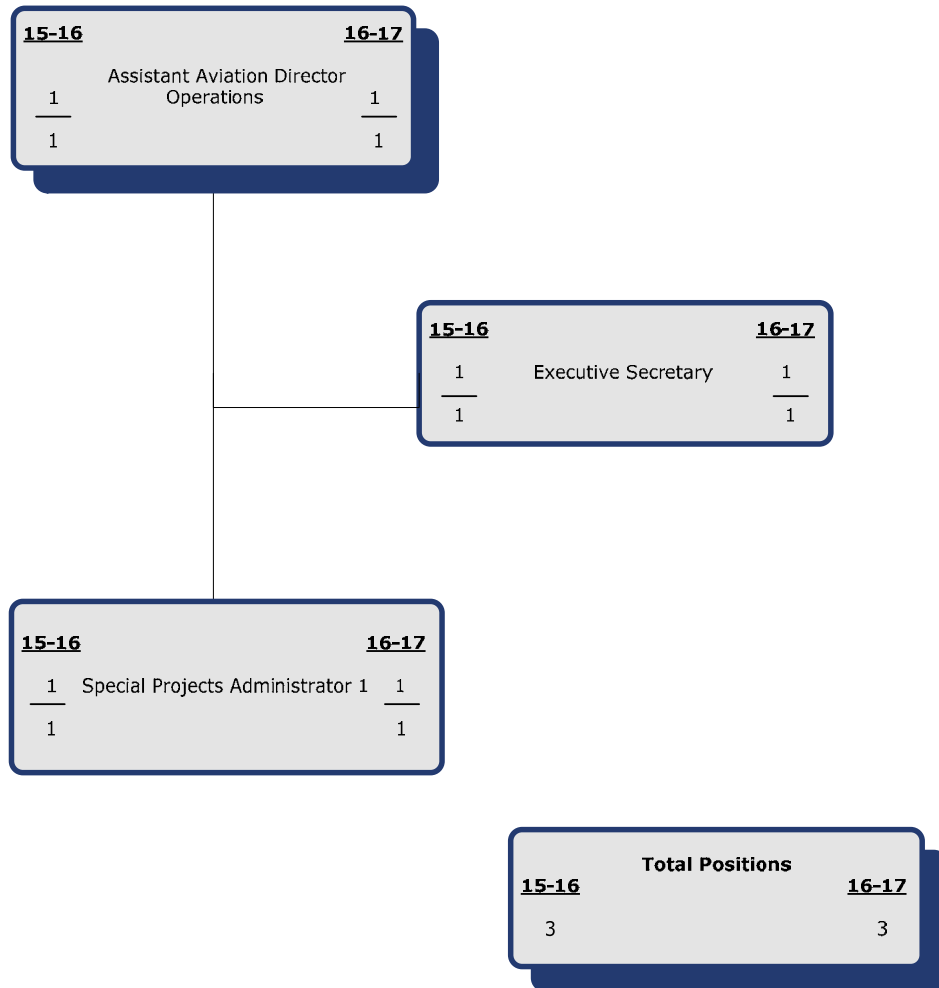 15-16 16-17
Assistant Aviation Director
1 Operations 1
1 1
15-16 16-17
1 Executive Secretary 1
1 1
15-16 16-17
1 Special Projects Administrator 1 1
1 1
Total Positions
15-16 16-17
3 3